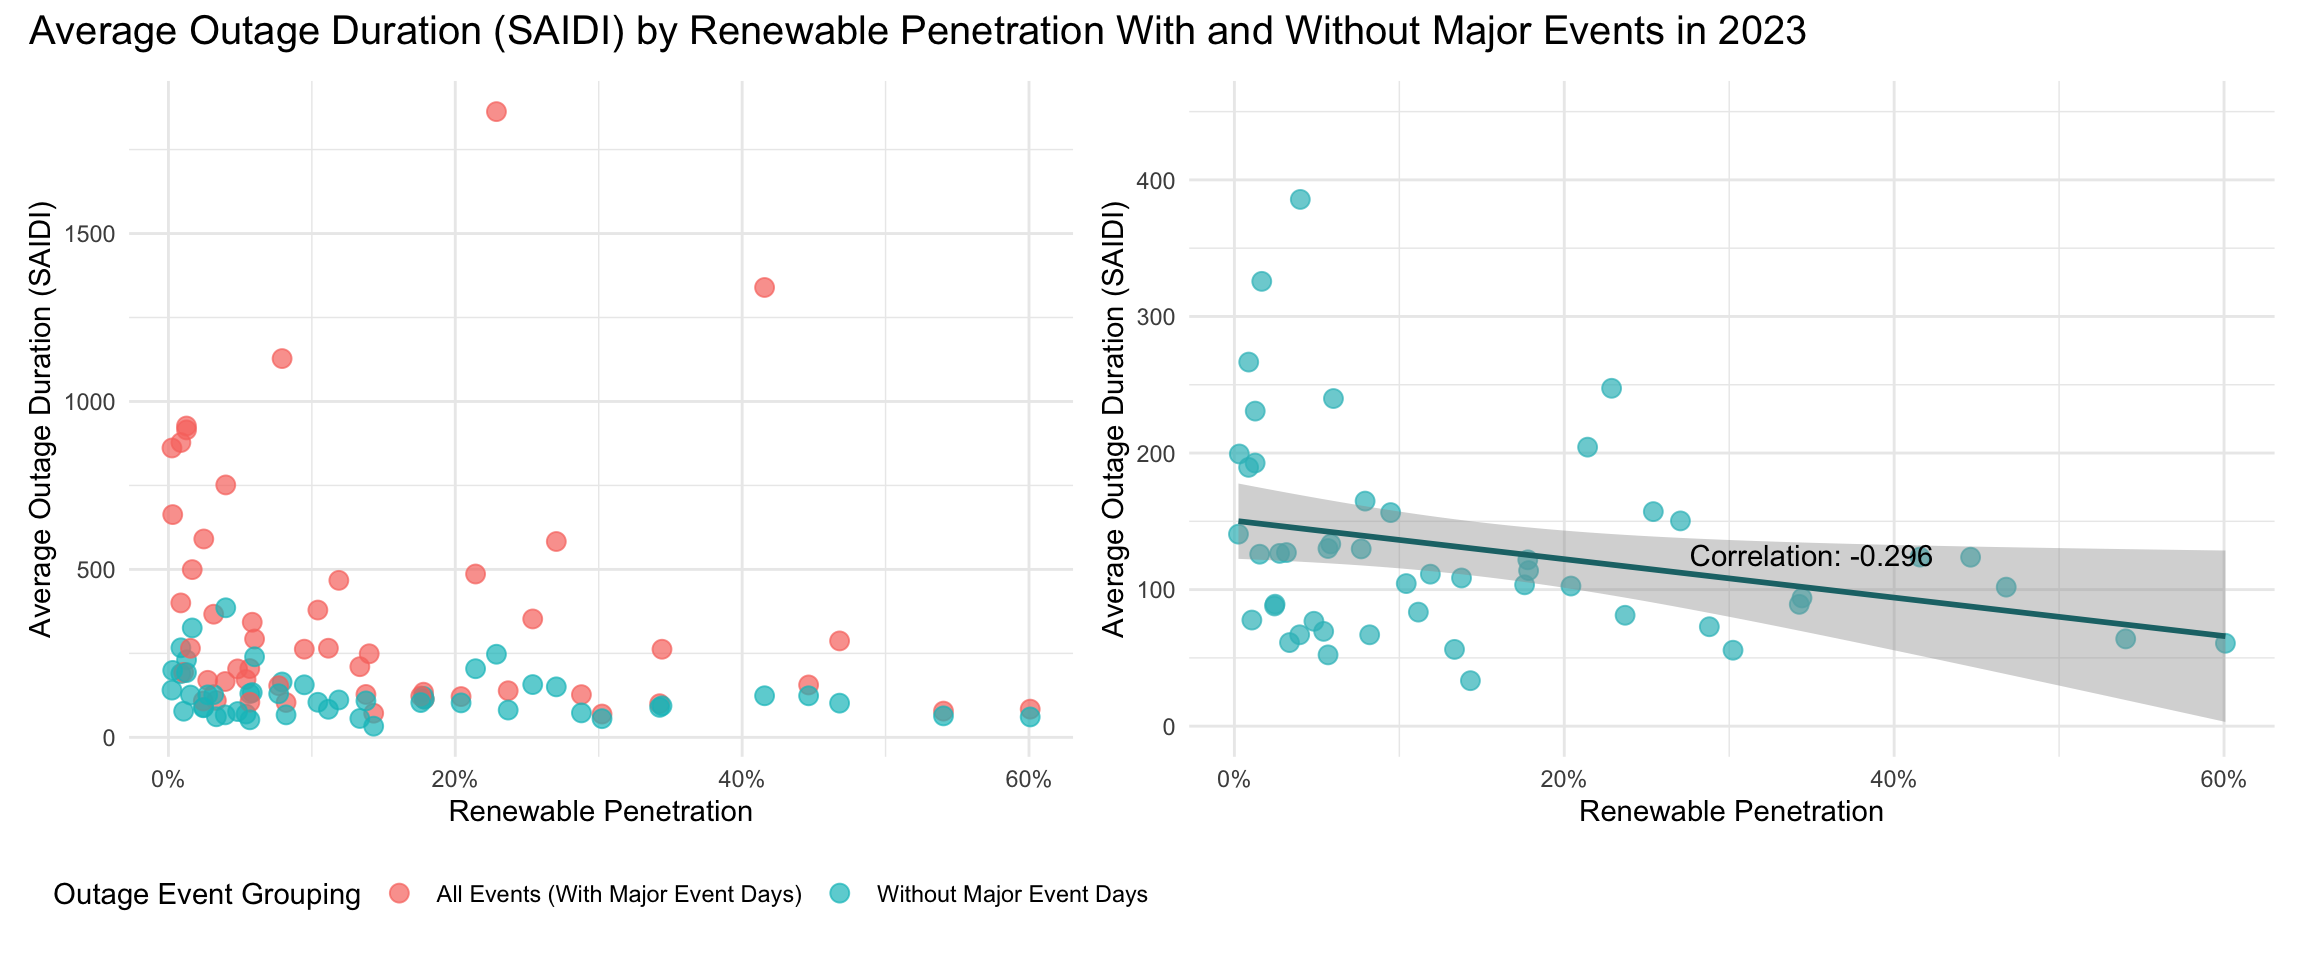 Average Outage Duration (SAIDI) by Renewable Penetration With and Without Major Events in 2023
Average Outage Duration (SAIDI)
1500
1000
500
0
0%
20%
40%
60%
Renewable Penetration
Average Outage Duration (SAIDI)
400
300
200
100
0
Correlation: -0.296
0%
20%
40%
60%
Renewable Penetration
Outage Event Grouping
All Events (With Major Event Days)
Without Major Event Days